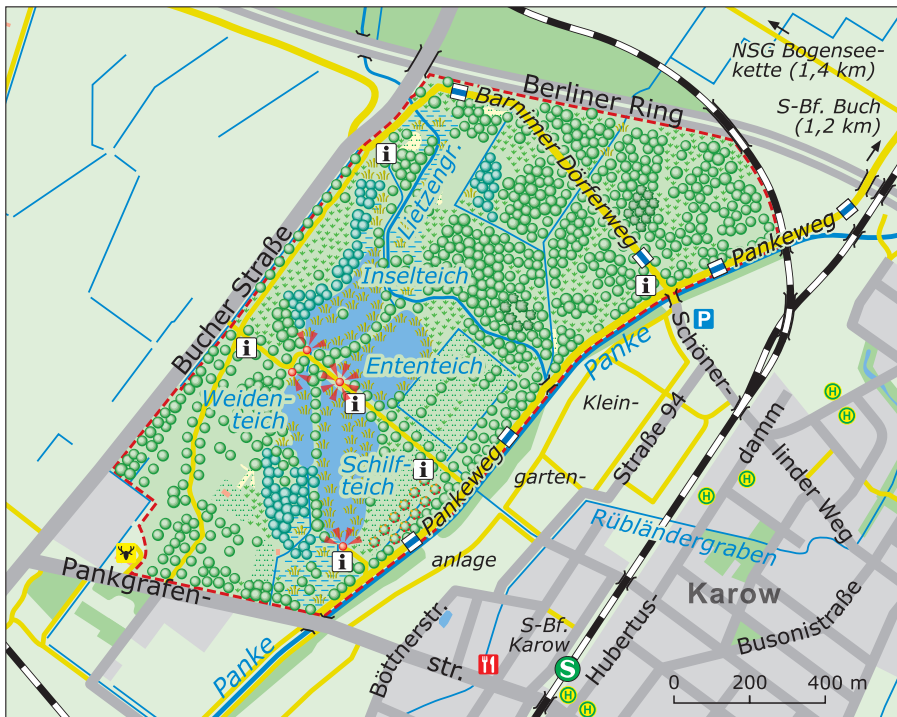 NSG Bogensee-
kette (1,4 km)
S-Bf. Buch
(1,2 km)
Berliner Ring
Barnimer Dörferweg
i
Lietzengr.
Bucher Straße
Inselteich
Pankeweg
i
Panke
P
Schöner-
linder Weg
i
Ententeich
Weiden-
teich
i
Schilf-
teich
i
Pankeweg
Klein-
garten-
anlage
Straße 94
damm
Hubertus-
H
H
H
H
Rübländergraben
i
Pankgrafen-
str.
Panke
Böttnerstr.
S-Bf.
Karow
S
H
H
Karow
Busonistraße
0 200 400 m